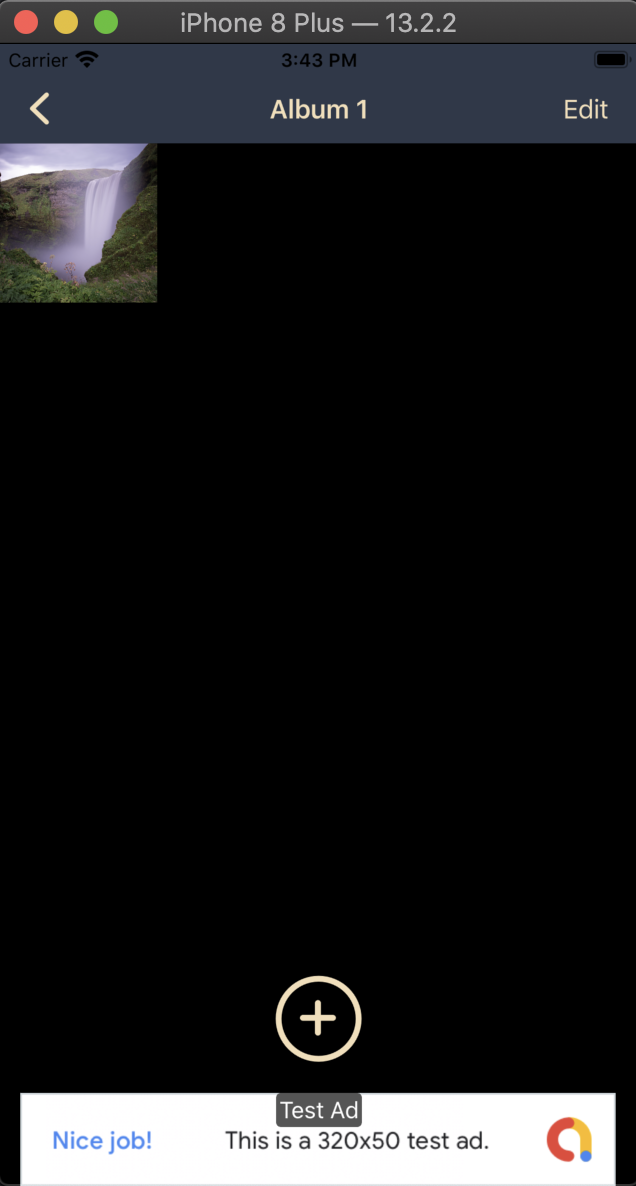 iPhone 8 Plus — 13.2.2
Carrier 3:43 PM
Album 1 Edit
Test Ad
Nice job! This is a 320x50 test ad.